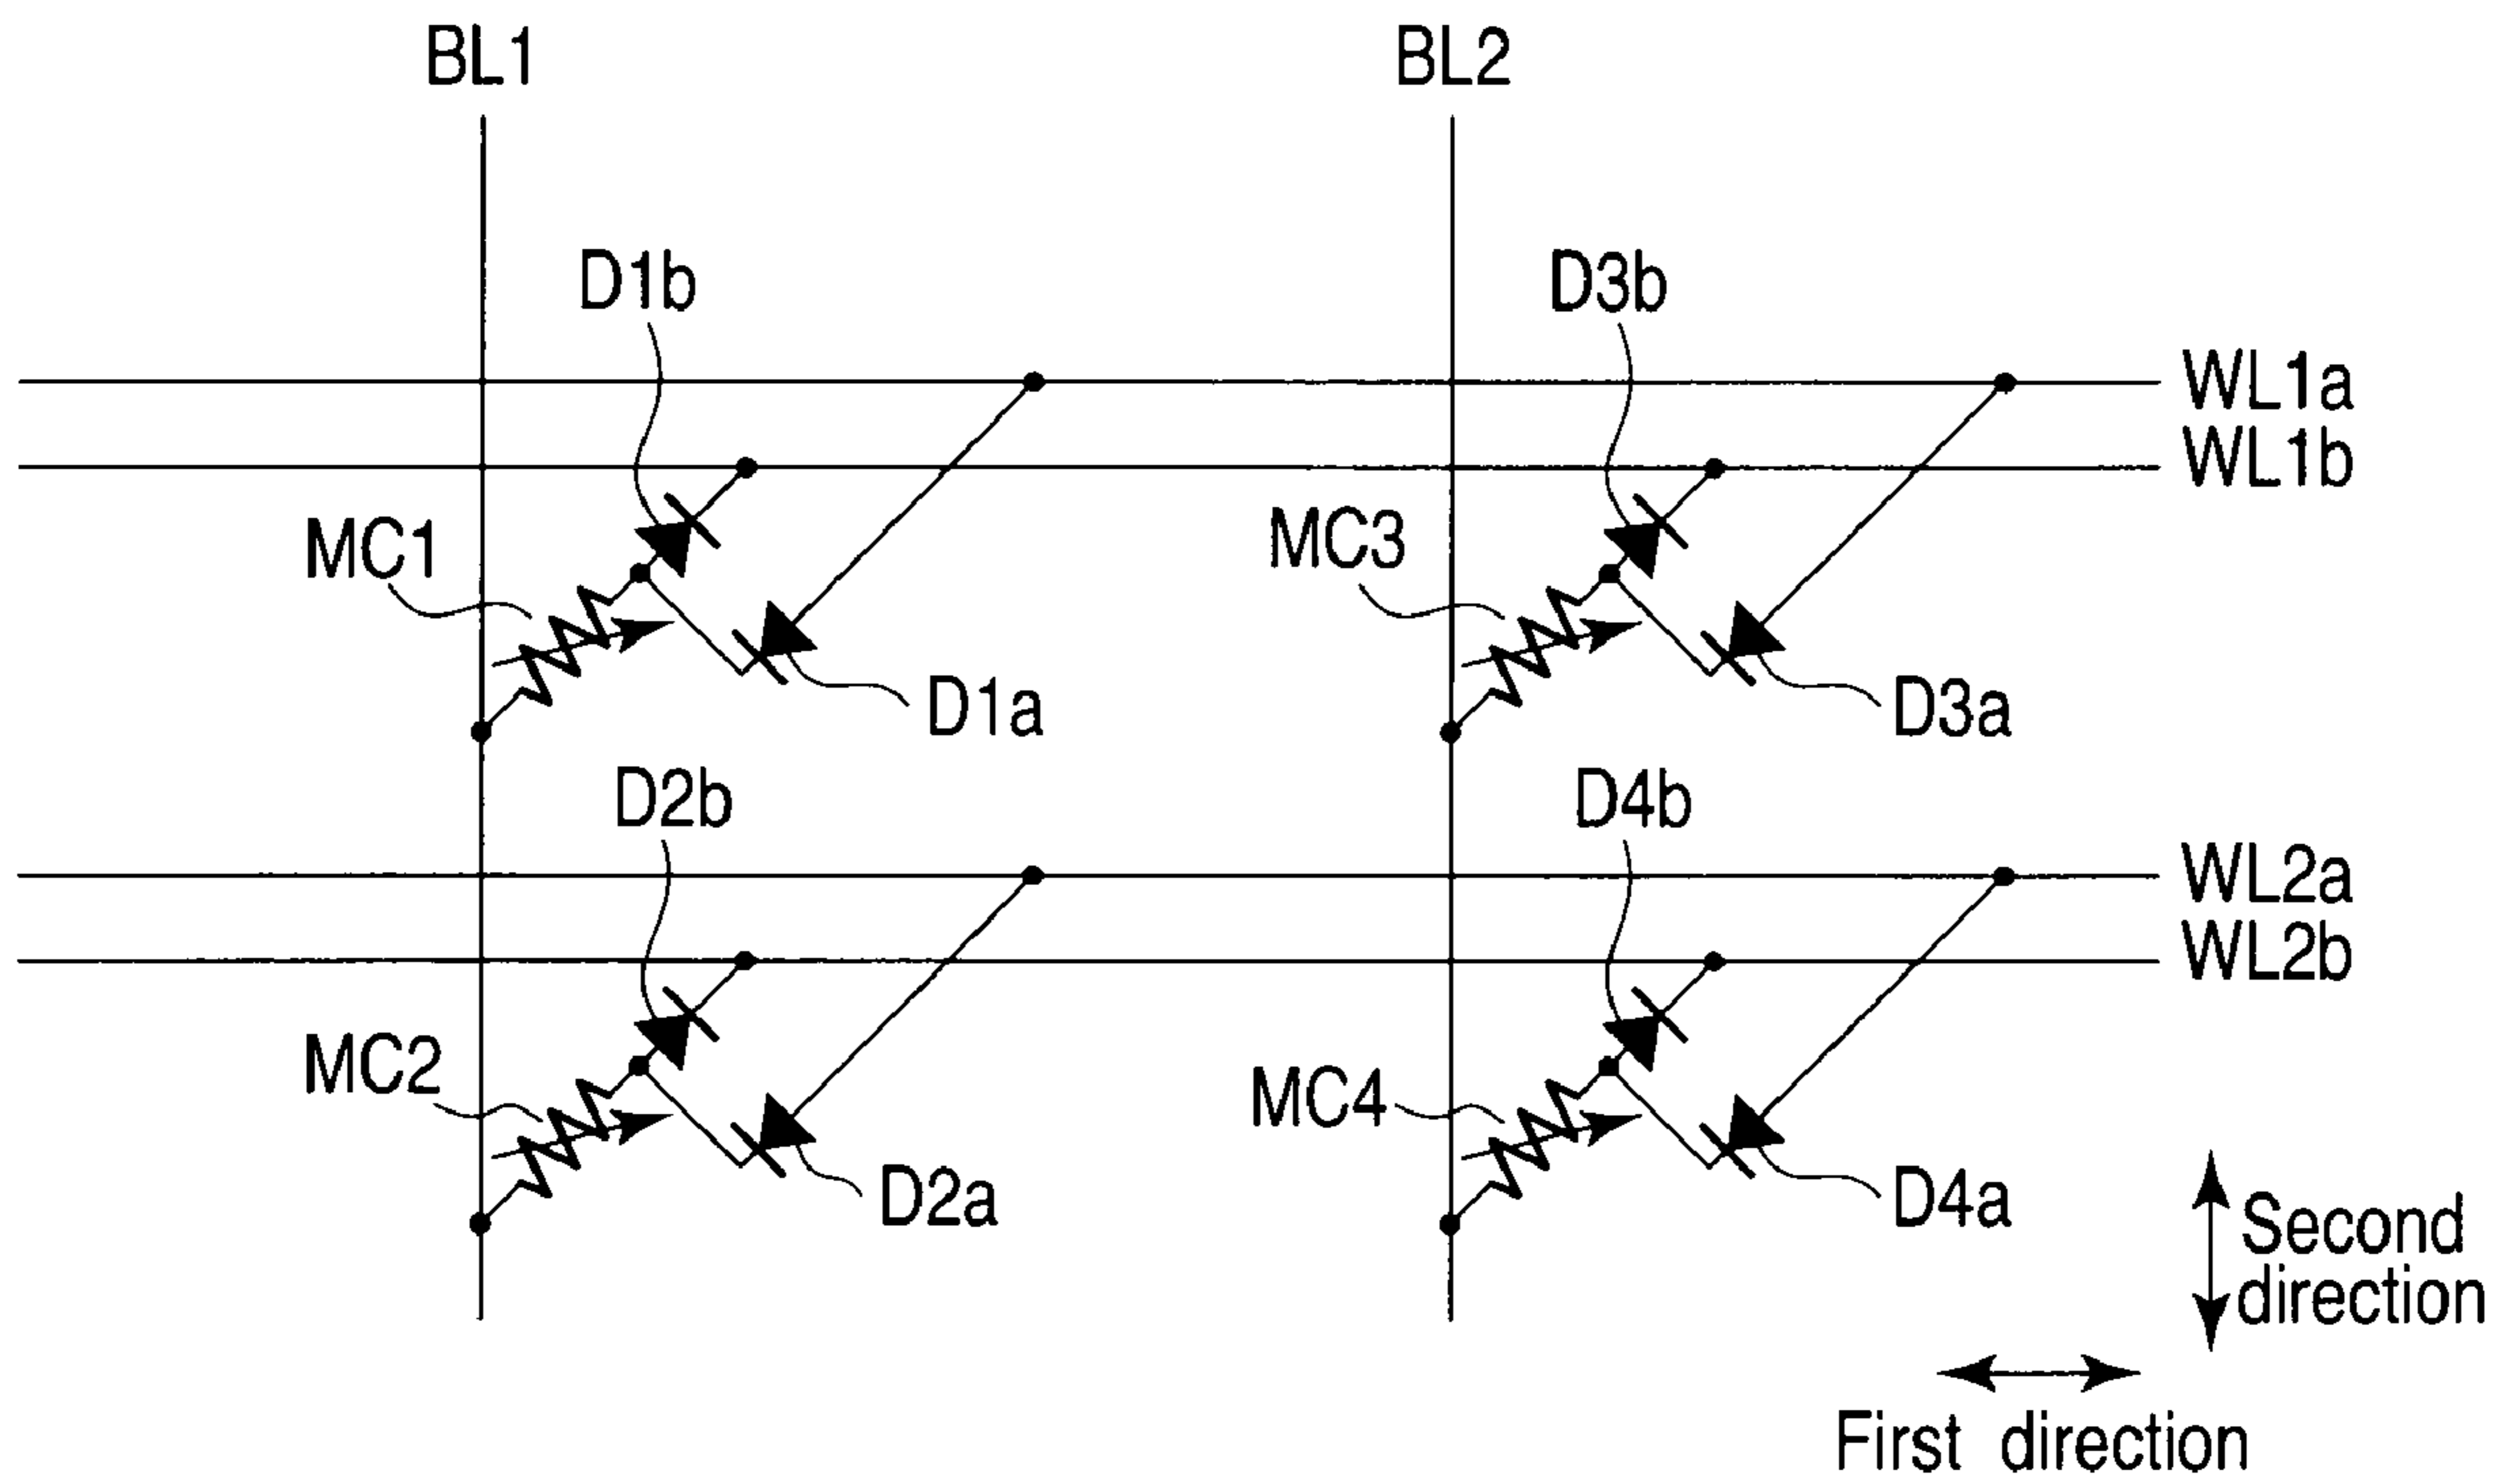 BL1
BL2
D1b
D3b
WL1a
WL1b
MC1
MC3
D1a
D3a
D2b
D4b
WL2a
WL2b
MC2
MC4
D2a
D4a
Second
direction
First direction